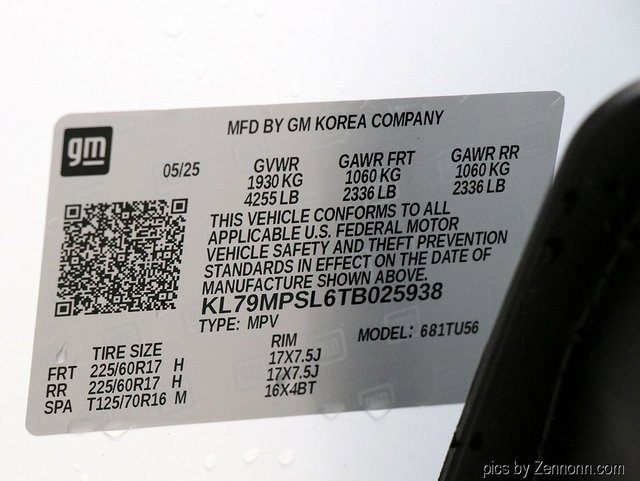 MFD BY GM KOREA COMPANY
gm
05/25
GVWR GAWR FRT GAWR RR
1930 KG 1060 KG 1060 KG
4255 LB 2336 LB 2336 LB
THIS VEHICLE CONFORMS TO ALL
APPLICABLE U.S. FEDERAL MOTOR
VEHICLE SAFETY AND THEFT PREVENTION
STANDARDS IN EFFECT ON THE DATE OF
MANUFACTURE SHOWN ABOVE.
KL79MPSL6TB025938
TYPE: MPV MODEL: 681TU56
TIRE SIZE RIM
FRT 225/60R17 H 17X7.5J
RR 225/60R17 H 17X7.5J
SPA T125/70R16 M 16X4BT
pics by Zennonn.com